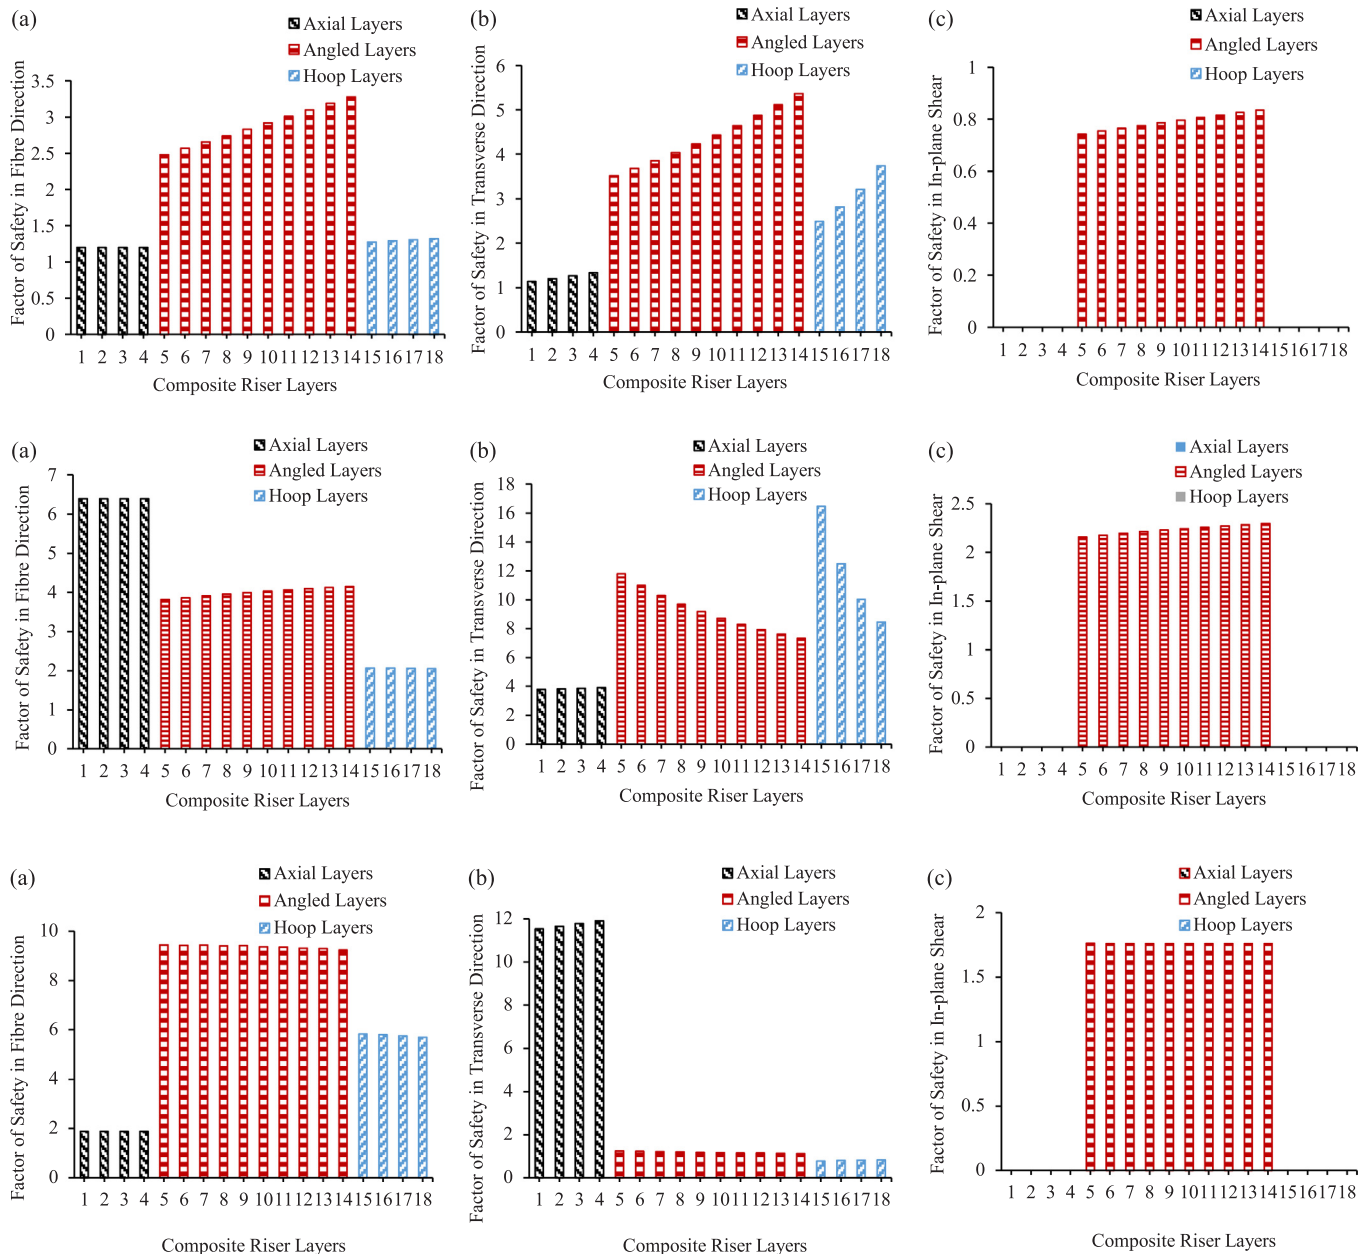 (a)
Axial Layers
Angled Layers
Hoop Layers
Factor of Safety in Fibre Direction
3.5
3
2.5
2
1.5
1
0.5
0
1 2 3 4 5 6 7 8 9 10 11 12 13 14 15 16 17 18
Composite Riser Layers
(b)
Axial Layers
Angled Layers
Hoop Layers
Factor of Safety in Transverse Direction
6
5
4
3
2
1
0
1 2 3 4 5 6 7 8 9 10 11 12 13 14 15 16 17 18
Composite Riser Layers
(c)
Axial Layers
Angled Layers
Hoop Layers
Factor of Safety in In-plane Shear
1
0.8
0.6
0.4
0.2
0
1 2 3 4 5 6 7 8 9 10 11 12 13 14 15 16 17 18
Composite Riser Layers
(a)
Axial Layers
Angled Layers
Hoop Layers
Factor of Safety in Fibre Direction
7
6
5
4
3
2
1
0
1 2 3 4 5 6 7 8 9 10 11 12 13 14 15 16 17 18
Composite Riser Layers
(b)
Axial Layers
Angled Layers
Hoop Layers
Factor of Safety in Transverse Direction
18
16
14
12
10
8
6
4
2
0
1 2 3 4 5 6 7 8 9 10 11 12 13 14 15 16 17 18
Composite Riser Layers
(c)
Axial Layers
Angled Layers
Hoop Layers
Factor of Safety in In-plane Shear
2.5
2
1.5
1
0.5
0
1 2 3 4 5 6 7 8 9 10 11 12 13 14 15 16 17 18
Composite Riser Layers
(a)
Axial Layers
Angled Layers
Hoop Layers
Factor of Safety in Fibre Direction
10
8
6
4
2
0
1 2 3 4 5 6 7 8 9 10 11 12 13 14 15 16 17 18
Composite Riser Layers
(b)
Axial Layers
Angled Layers
Hoop Layers
Factor of Safety in Transverse Direction
12
10
8
6
4
2
0
1 2 3 4 5 6 7 8 9 10 11 12 13 14 15 16 17 18
Composite Riser Layers
(c)
Axial Layers
Angled Layers
Hoop Layers
Factor of Safety in In-plane Shear
2
1.5
1
0.5
0
1 2 3 4 5 6 7 8 9 10 11 12 13 14 15 16 17 18
Composite Riser Layers